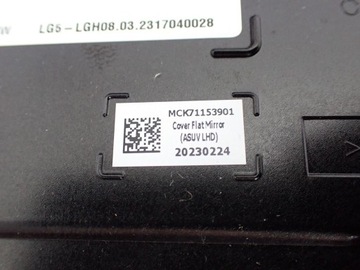 W LG5-LGH08.03.2317040028
MCK71153901
Cover Flat Mirror
(ASUV LHD)
20230224